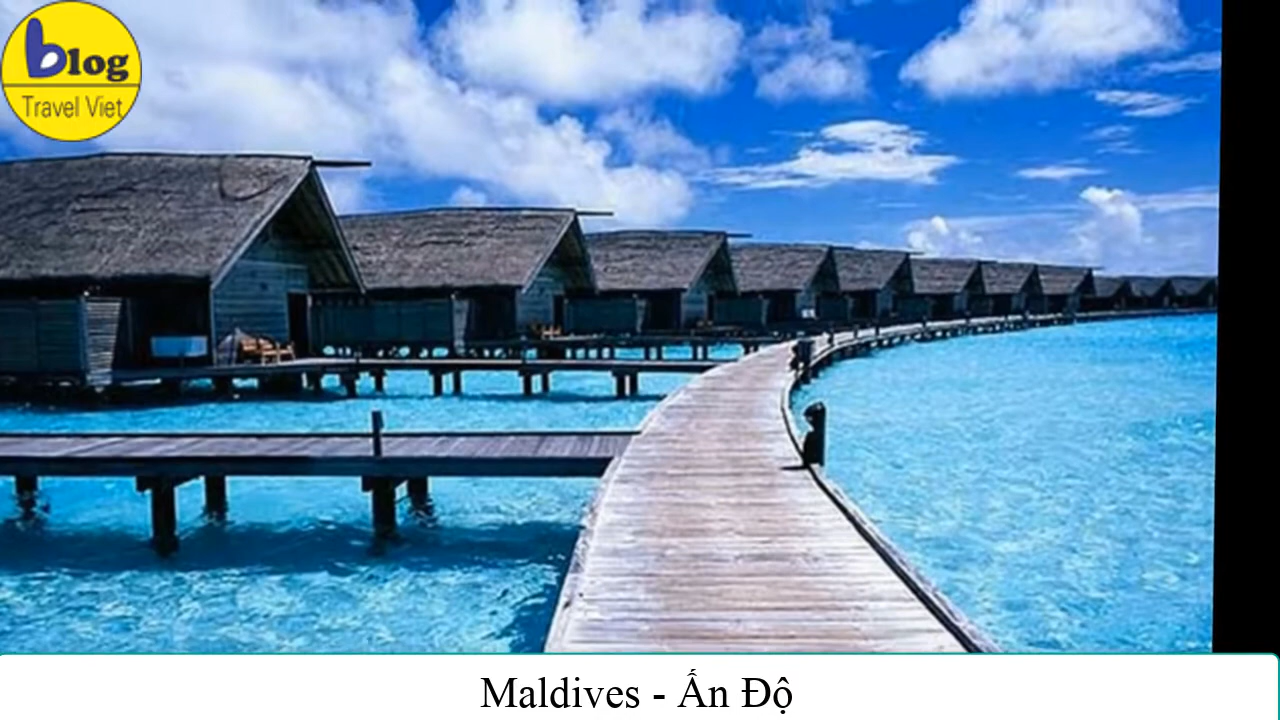 blog
Travel Viet
Maldives - Ấn Độ